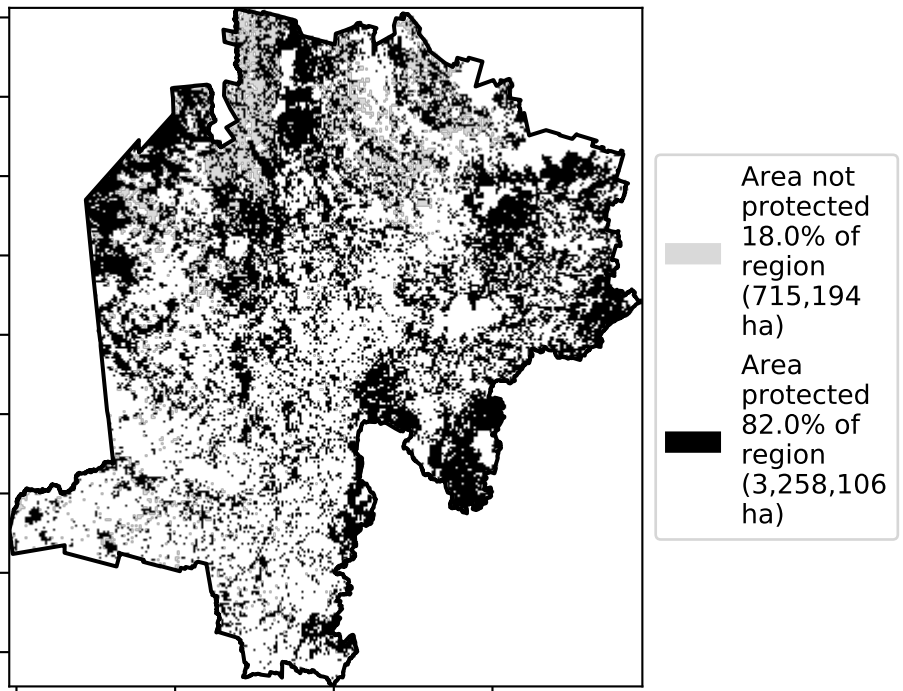 Area not
protected
18.0% of
region
(715,194
ha)
Area
protected
82.0% of
region
(3,258,106
ha)